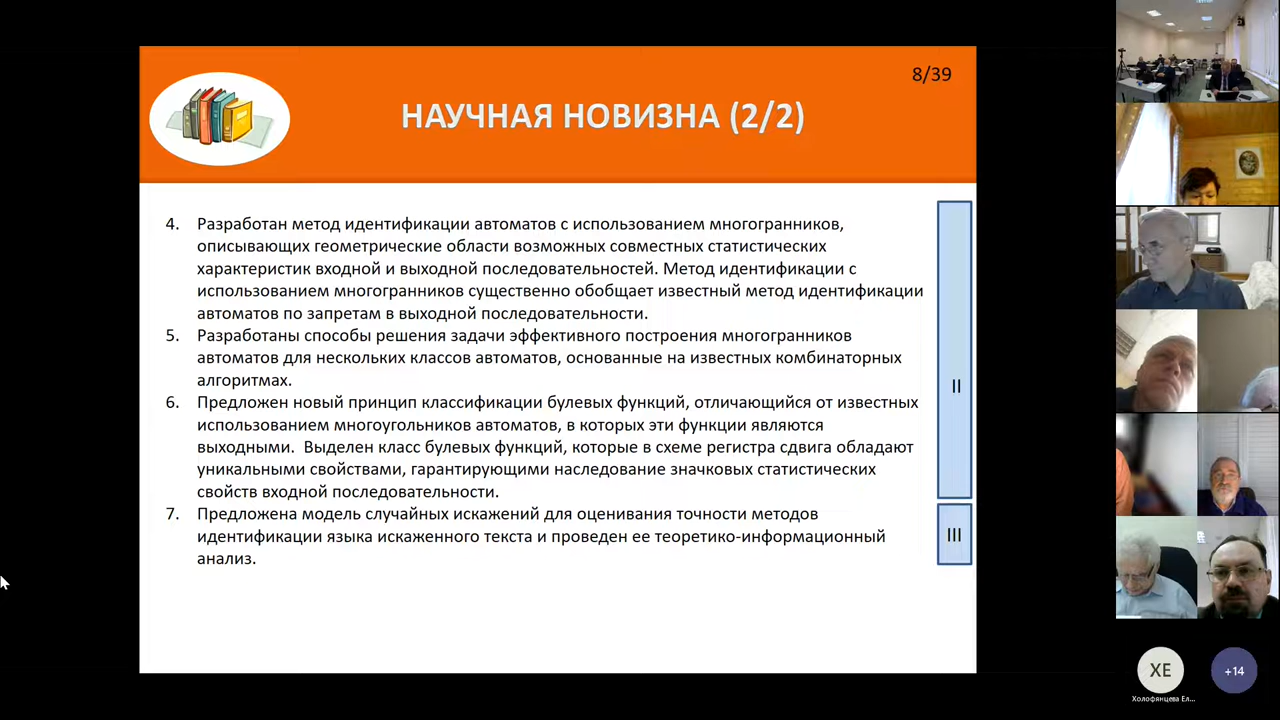 8/39
НАУЧНАЯ НОВИЗНА (2/2)
4. Разработан метод идентификации автоматов с использованием многогранников,
описывающих геометрические области возможных совместных статистических
характеристик входной и выходной последовательностей. Метод идентификации с
использованием многогранников существенно обобщает известный метод идентификации
автоматов по запретам в выходной последовательности.
5. Разработаны способы решения задачи эффективного построения многогранников
автоматов для нескольких классов автоматов, основанные на известных комбинаторных
алгоритмах.
6. Предложен новый принцип классификации булевых функций, отличающийся от известных
использованием многоугольников автоматов, в которых эти функции являются
выходными. Выделен класс булевых функций, которые в схеме регистра сдвига обладают
уникальными свойствами, гарантирующими наследование значковых статистических
свойств входной последовательности.
7. Предложена модель случайных искажений для оценивания точности методов
идентификации языка искаженного текста и проведен ее теоретико-информационный
анализ.
II
III
XE
Холофянцева Ел...
+14